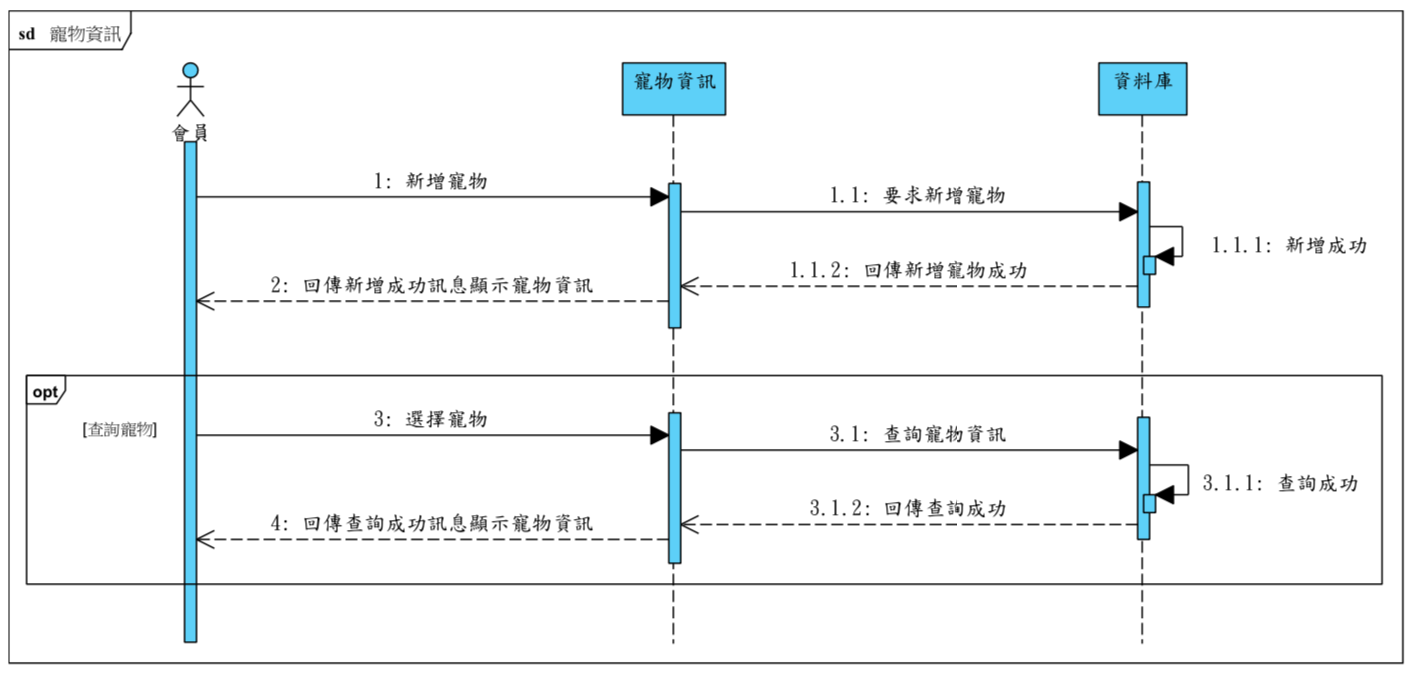 sd 寵物資訊
會員
寵物資訊
資料庫
1: 新增寵物
1.1: 要求新增寵物
1.1.1: 新增成功
1.1.2: 回傳新增寵物成功
2: 回傳新增成功訊息顯示寵物資訊
opt
[查詢寵物]
3: 選擇寵物
3.1: 查詢寵物資訊
3.1.1: 查詢成功
3.1.2: 回傳查詢成功
4: 回傳查詢成功訊息顯示寵物資訊